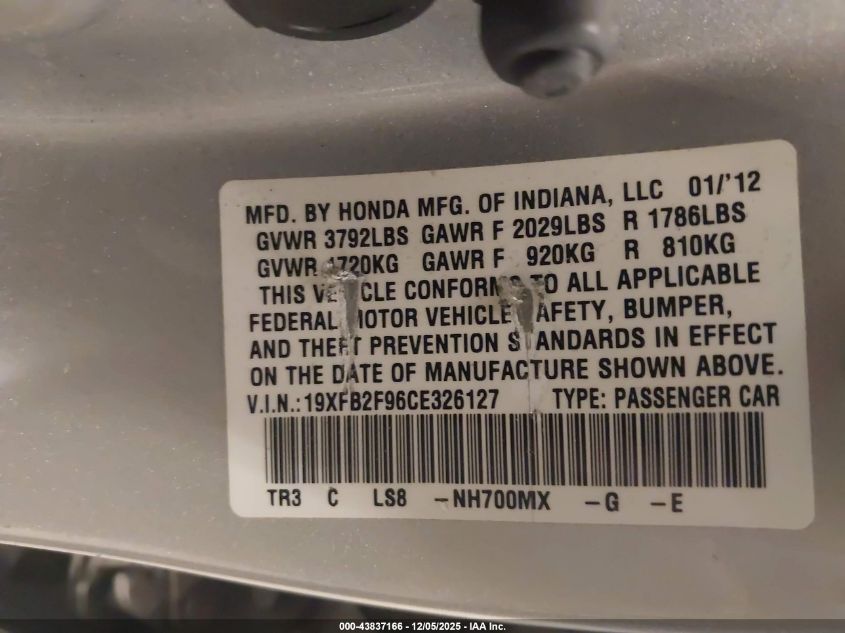 MFD. BY HONDA MFG. OF INDIANA, LLC 01/'12
GVWR 3792LBS GAWR F 2029LBS R 1786LBS
GVWR 1720KG GAWR F 920KG R 810KG
THIS VEHICLE CONFORMS TO ALL APPLICABLE
FEDERAL MOTOR VEHICLE SAFETY, BUMPER,
AND THEFT PREVENTION STANDARDS IN EFFECT
ON THE DATE OF MANUFACTURE SHOWN ABOVE.
V.I.N.:19XFB2F96CE326127 TYPE: PASSENGER CAR
TR3 C LS8 -NH700MX -G -E
000-43837166 - 12/05/2025 - IAA Inc.